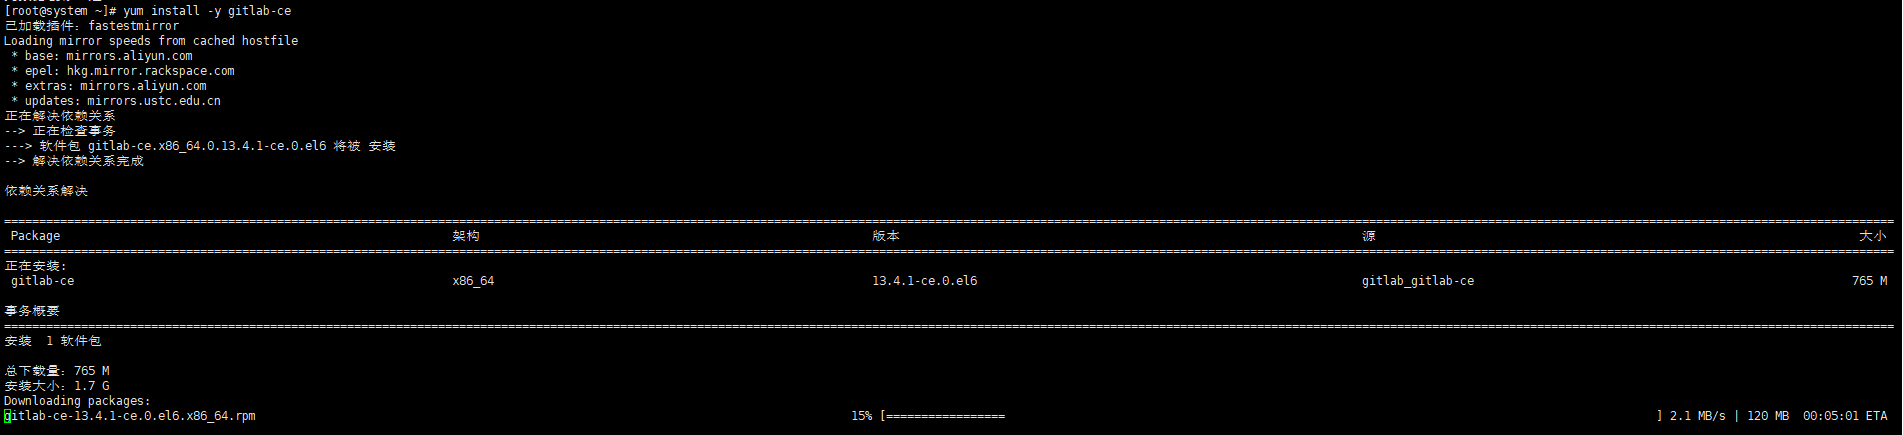 [root@system ~]# yum install -y gitlab-ce
已加载插件：fastestmirror
Loading mirror speeds from cached hostfile
 * base: mirrors.aliyun.com
 * epel: hkg.mirror.rackspace.com
 * extras: mirrors.aliyun.com
 * updates: mirrors.ustc.edu.cn
正在解决依赖关系
--> 正在检查事务
---> 软件包 gitlab-ce.x86_64.0.13.4.1-ce.0.el6 将被 安装
--> 解决依赖关系完成
依赖关系解决
Package 架构 版本 源 大小
正在安装:
gitlab-ce x86_64 13.4.1-ce.0.el6 gitlab_gitlab-ce 765 M
事务概要
安装  1 软件包
总下载量：765 M
安装大小：1.7 G
Downloading packages:
gitlab-ce-13.4.1-ce.0.el6.x86_64.rpm 15% [================= ] 2.1 MB/s | 120 MB  00:05:01 ETA